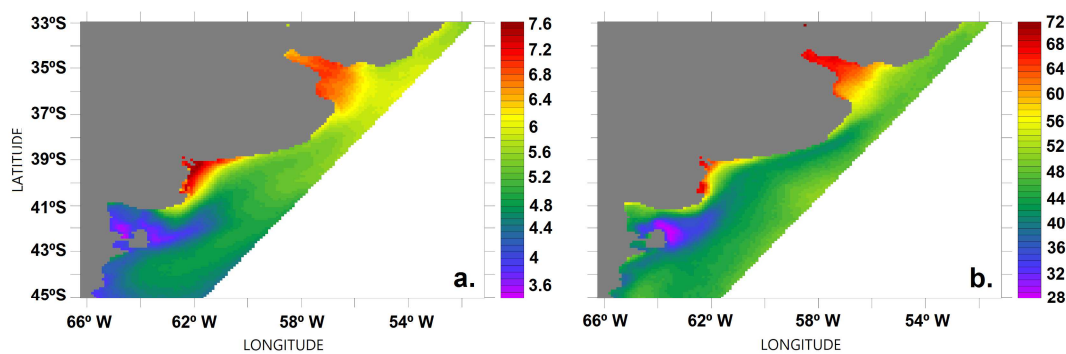 33ºS
35ºS
37ºS
39ºS
41ºS
43ºS
45ºS
LATITUDE
66º W
62º W
58º W
54º W
LONGITUDE
a.
7.6
7.2
6.8
6.4
6
5.6
5.2
4.8
4.4
4
3.6
66º W
62º W
58º W
54º W
LONGITUDE
b.
72
68
64
60
56
52
48
44
40
36
32
28